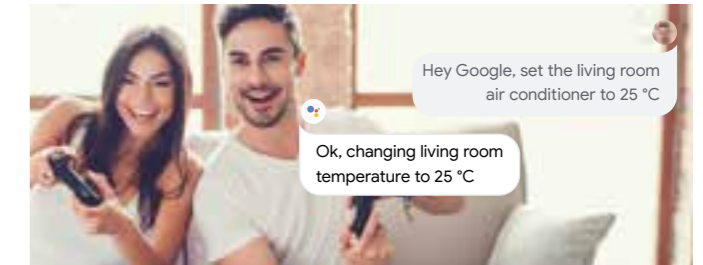 Hey Google, set the living room
air conditioner to 25 °C
Ok, changing living room
temperature to 25 °C